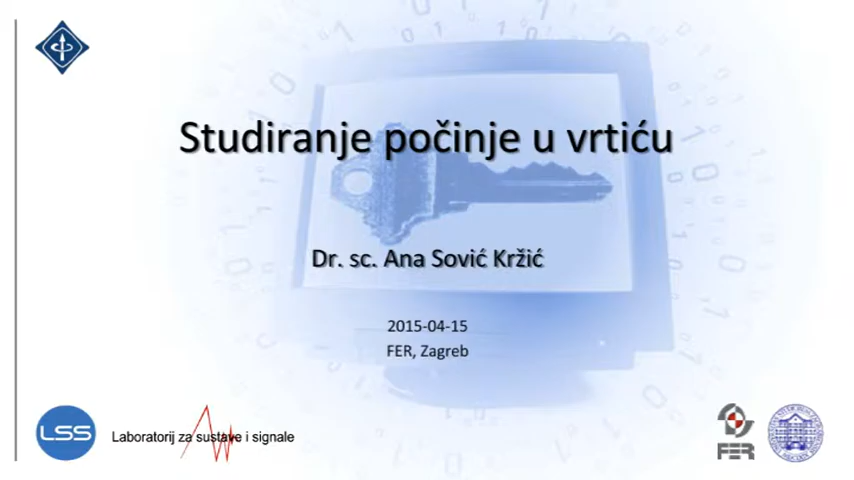 Studiranje počinje u vrtiću
Dr. sc. Ana Sović Kržić
2015-04-15
FER, Zagreb
LSS
Laboratorij za sustave i signale
FER